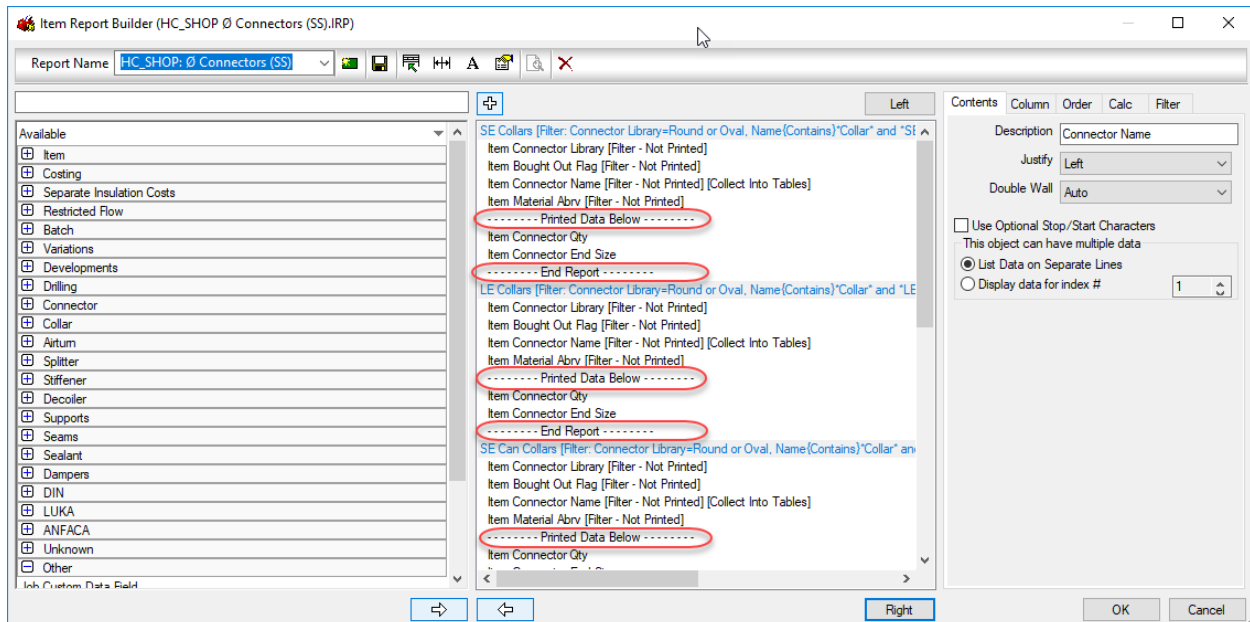 Item Report Builder (HC_SHOP Ø Connectors (SS).IRP)
Report Name HC_SHOP: Ø Connectors (SS)
A
Left
Contents Column Order Calc Filter
Available
Item
Costing
Separate Insulation Costs
Restricted Flow
Batch
Variations
Developments
Drilling
Connector
Collar
Airturn
Splitter
Stiffener
Decoiler
Supports
Seams
Sealant
Dampers
DIN
LUKA
ANFACA
Unknown
Other
Job Custom Data Field
SE Collars [Filter: Connector Library=Round or Oval, Name{Contains}"Collar" and "SE
Item Connector Library [Filter - Not Printed]
Item Bought Out Flag [Filter - Not Printed]
Item Connector Name [Filter - Not Printed] [Collect Into Tables]
Item Material Abrv [Filter - Not Printed]
- - - - - - - - Printed Data Below - - - - - - - -
Item Connector Qty
Item Connector End Size
- - - - - - - - End Report - - - - - - - -
LE Collars [Filter: Connector Library=Round or Oval, Name{Contains}"Collar" and "LE
Item Connector Library [Filter - Not Printed]
Item Bought Out Flag [Filter - Not Printed]
Item Connector Name [Filter - Not Printed] [Collect Into Tables]
Item Material Abrv [Filter - Not Printed]
- - - - - - - - Printed Data Below - - - - - - - -
Item Connector Qty
Item Connector End Size
- - - - - - - - End Report - - - - - - - -
SE Can Collars [Filter: Connector Library=Round or Oval, Name{Contains}"Collar" an
Item Connector Library [Filter - Not Printed]
Item Bought Out Flag [Filter - Not Printed]
Item Connector Name [Filter - Not Printed] [Collect Into Tables]
Item Material Abrv [Filter - Not Printed]
- - - - - - - - Printed Data Below - - - - - - - -
Item Connector Qty
Description Connector Name
Justify Left
Double Wall Auto
Use Optional Stop/Start Characters
This object can have multiple data
List Data on Separate Lines
Display data for index # 1
Right
OK Cancel